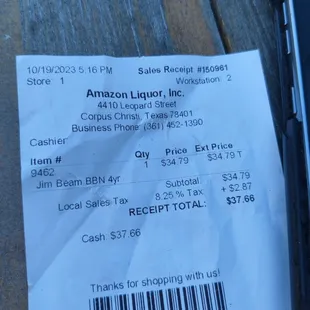 10/19/2023 5:16 PM Sales Receipt #150961
Store: 1 Workstation: 2
Amazon Liquor, Inc.
4410 Leopard Street
Corpus Christi, Texas 78401
Business Phone: (361) 452-1390
Cashier:
Item # Qty Price Ext Price
9462 1 $34.79 $34.79 T
Jim Beam BBN 4yr
Subtotal: $34.79
Local Sales Tax 8.25 % Tax + $2.87
RECEIPT TOTAL: $37.66
Cash: $37.66
Thanks for shopping with us!